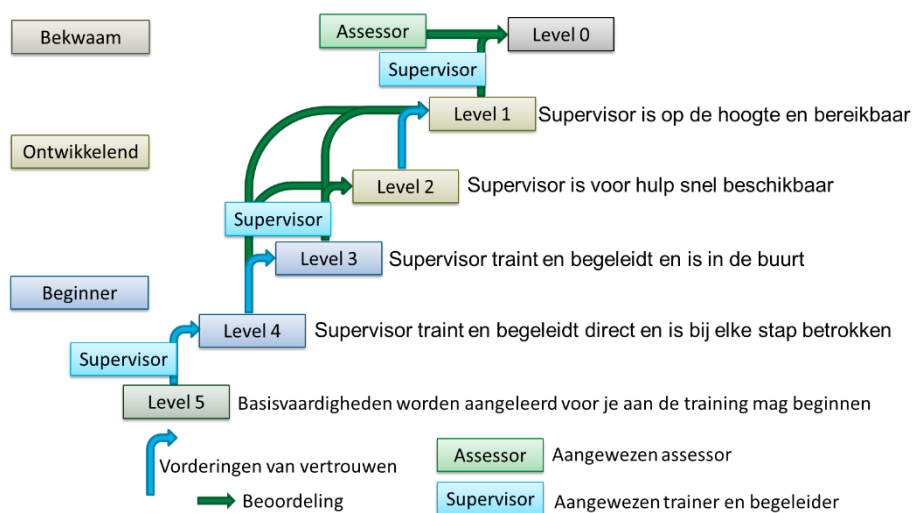 Bekwaam
Assessor
Level 0
Supervisor
Level 1
Supervisor is op de hoogte en bereikbaar
Ontwikkelend
Level 2
Supervisor is voor hulp snel beschikbaar
Supervisor
Level 3
Supervisor traint en begeleidt en is in de buurt
Beginner
Level 4
Supervisor traint en begeleidt direct en is bij elke stap betrokken
Supervisor
Level 5
Basisvaardigheden worden aangeleerd voor je aan de training mag beginnen
Vorderingen van vertrouwen
Assessor
Aangewezen assessor
Beoordeling
Supervisor
Aangewezen trainer en begeleider